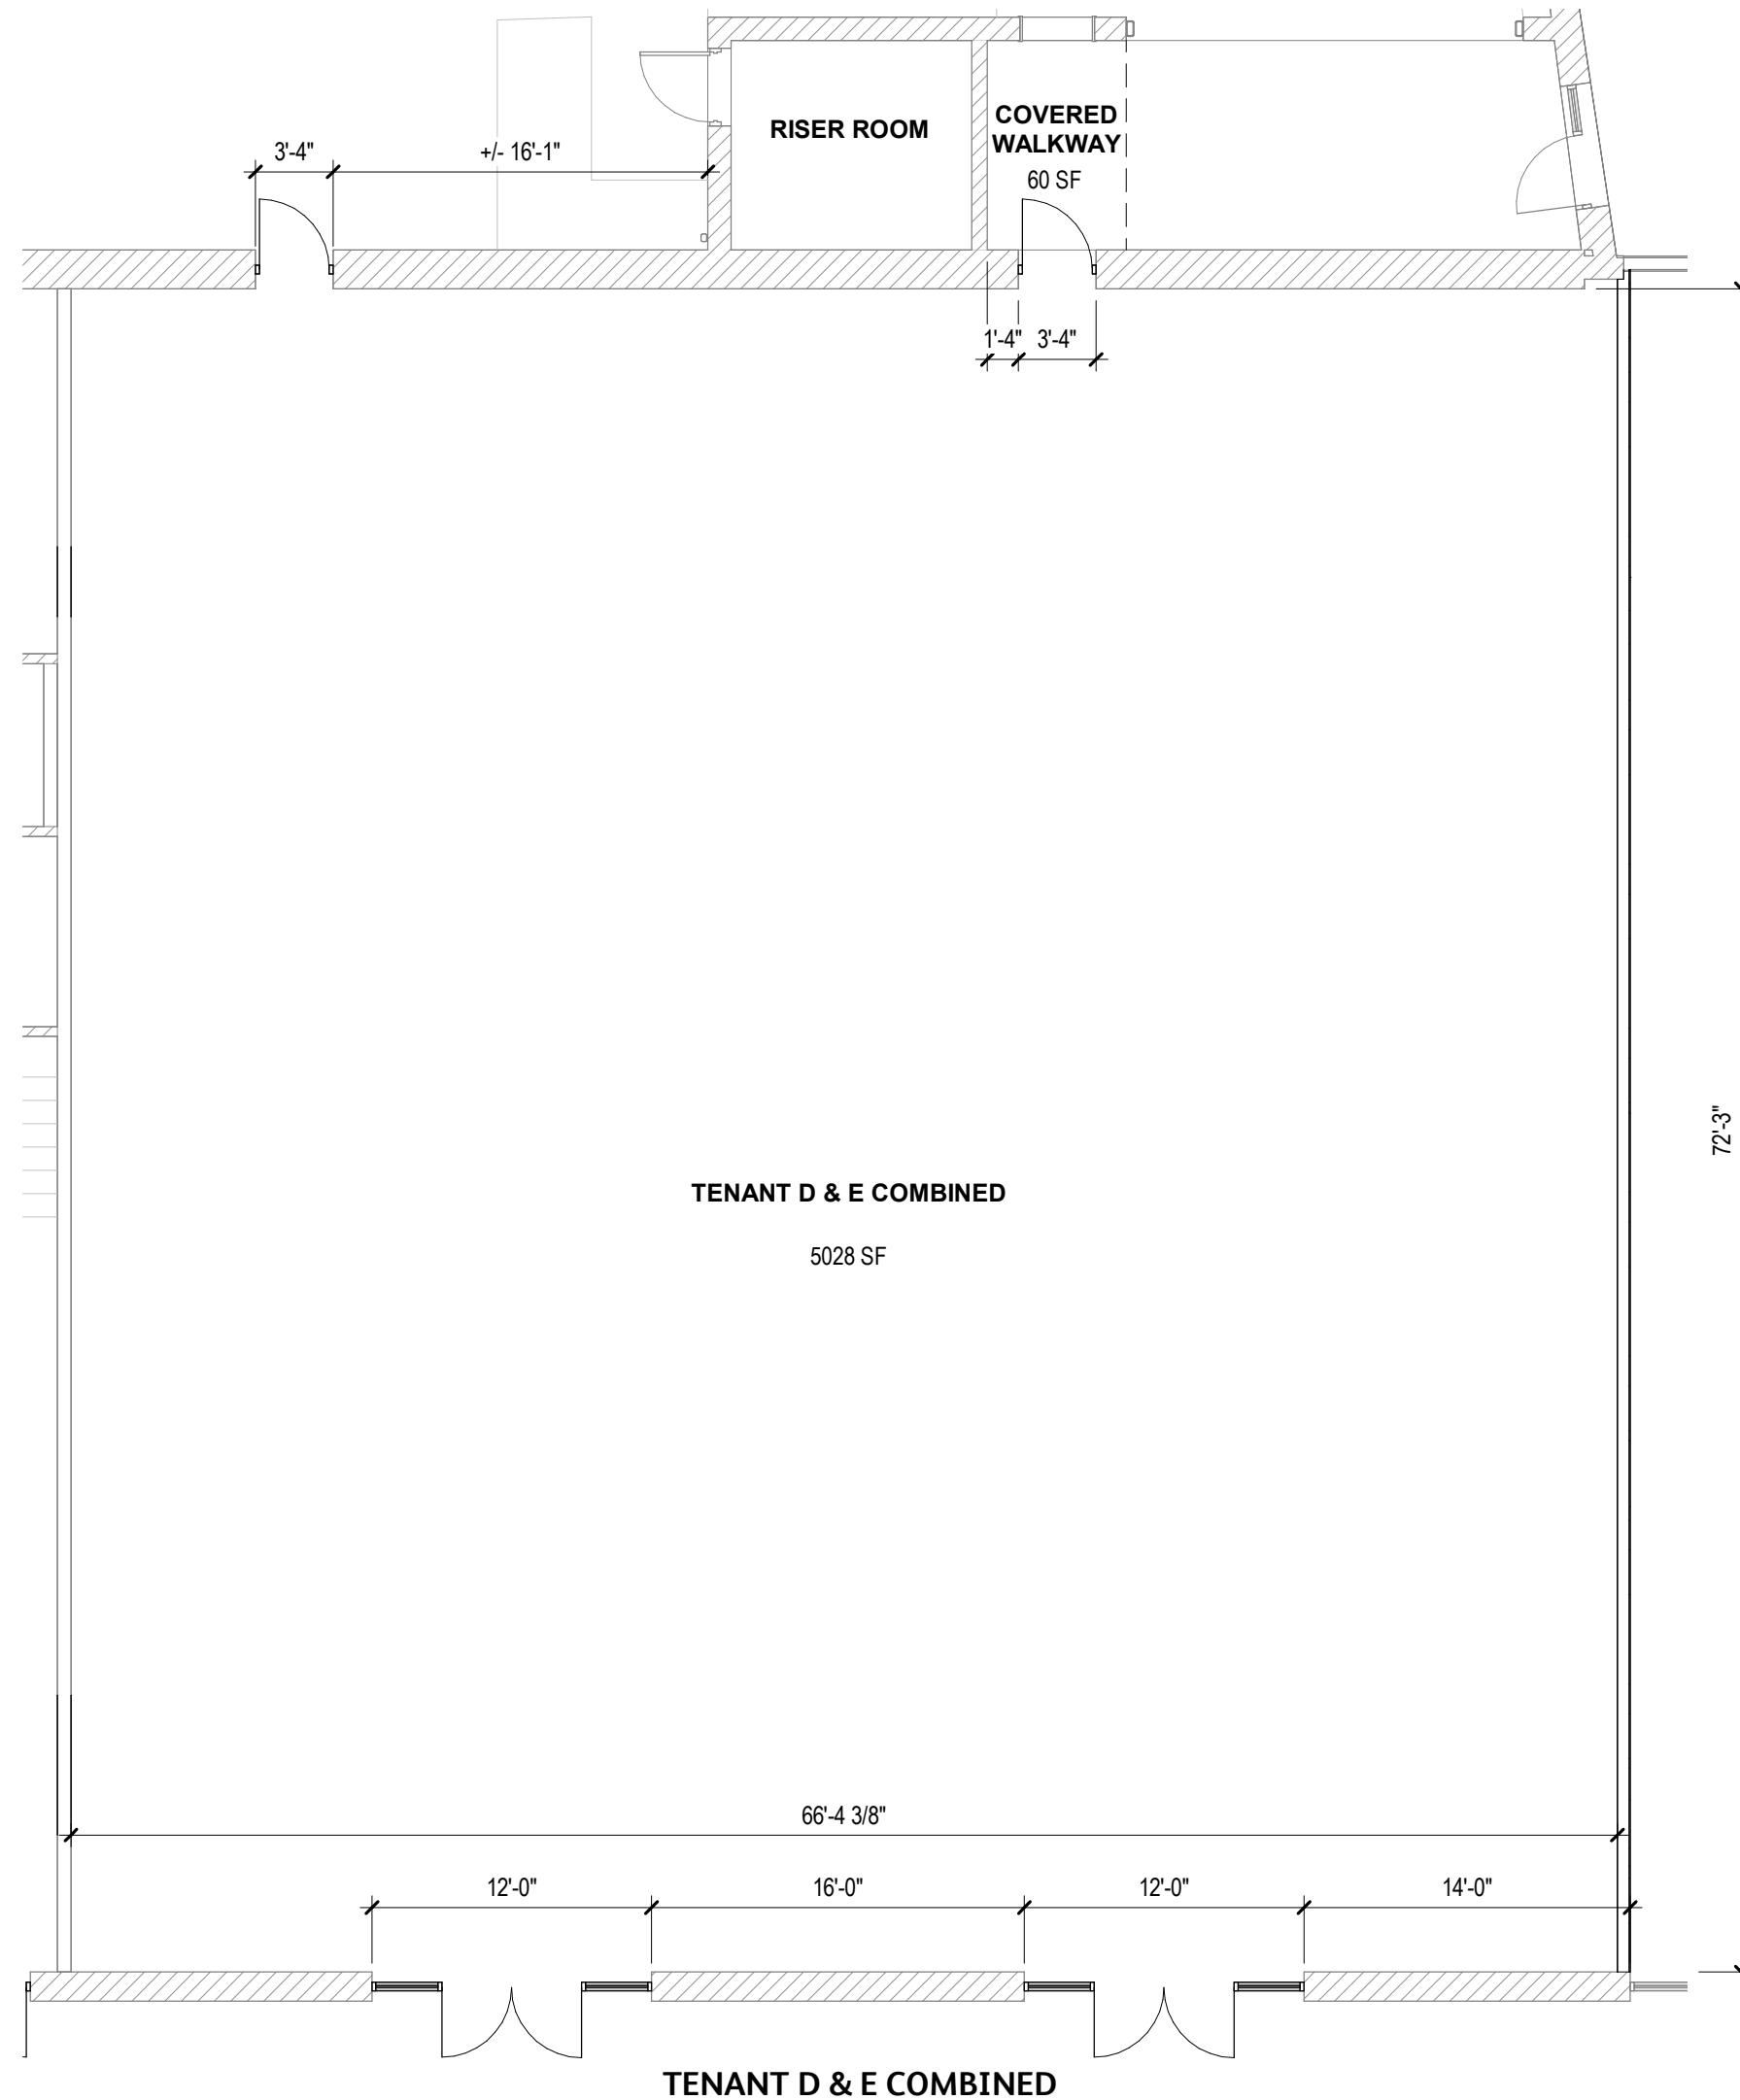 COVERED
RISER ROOM
WALKWAY
3'-4"
+/- 16'-1"
60 SF
1'-4"
3'-4"
72'-3"
TENANT D & E COMBINED
5028 SF
66'-4 3/8"
12'-0"
16'-0"
12'-0"
14'-0"
TENANT D & E COMBINED